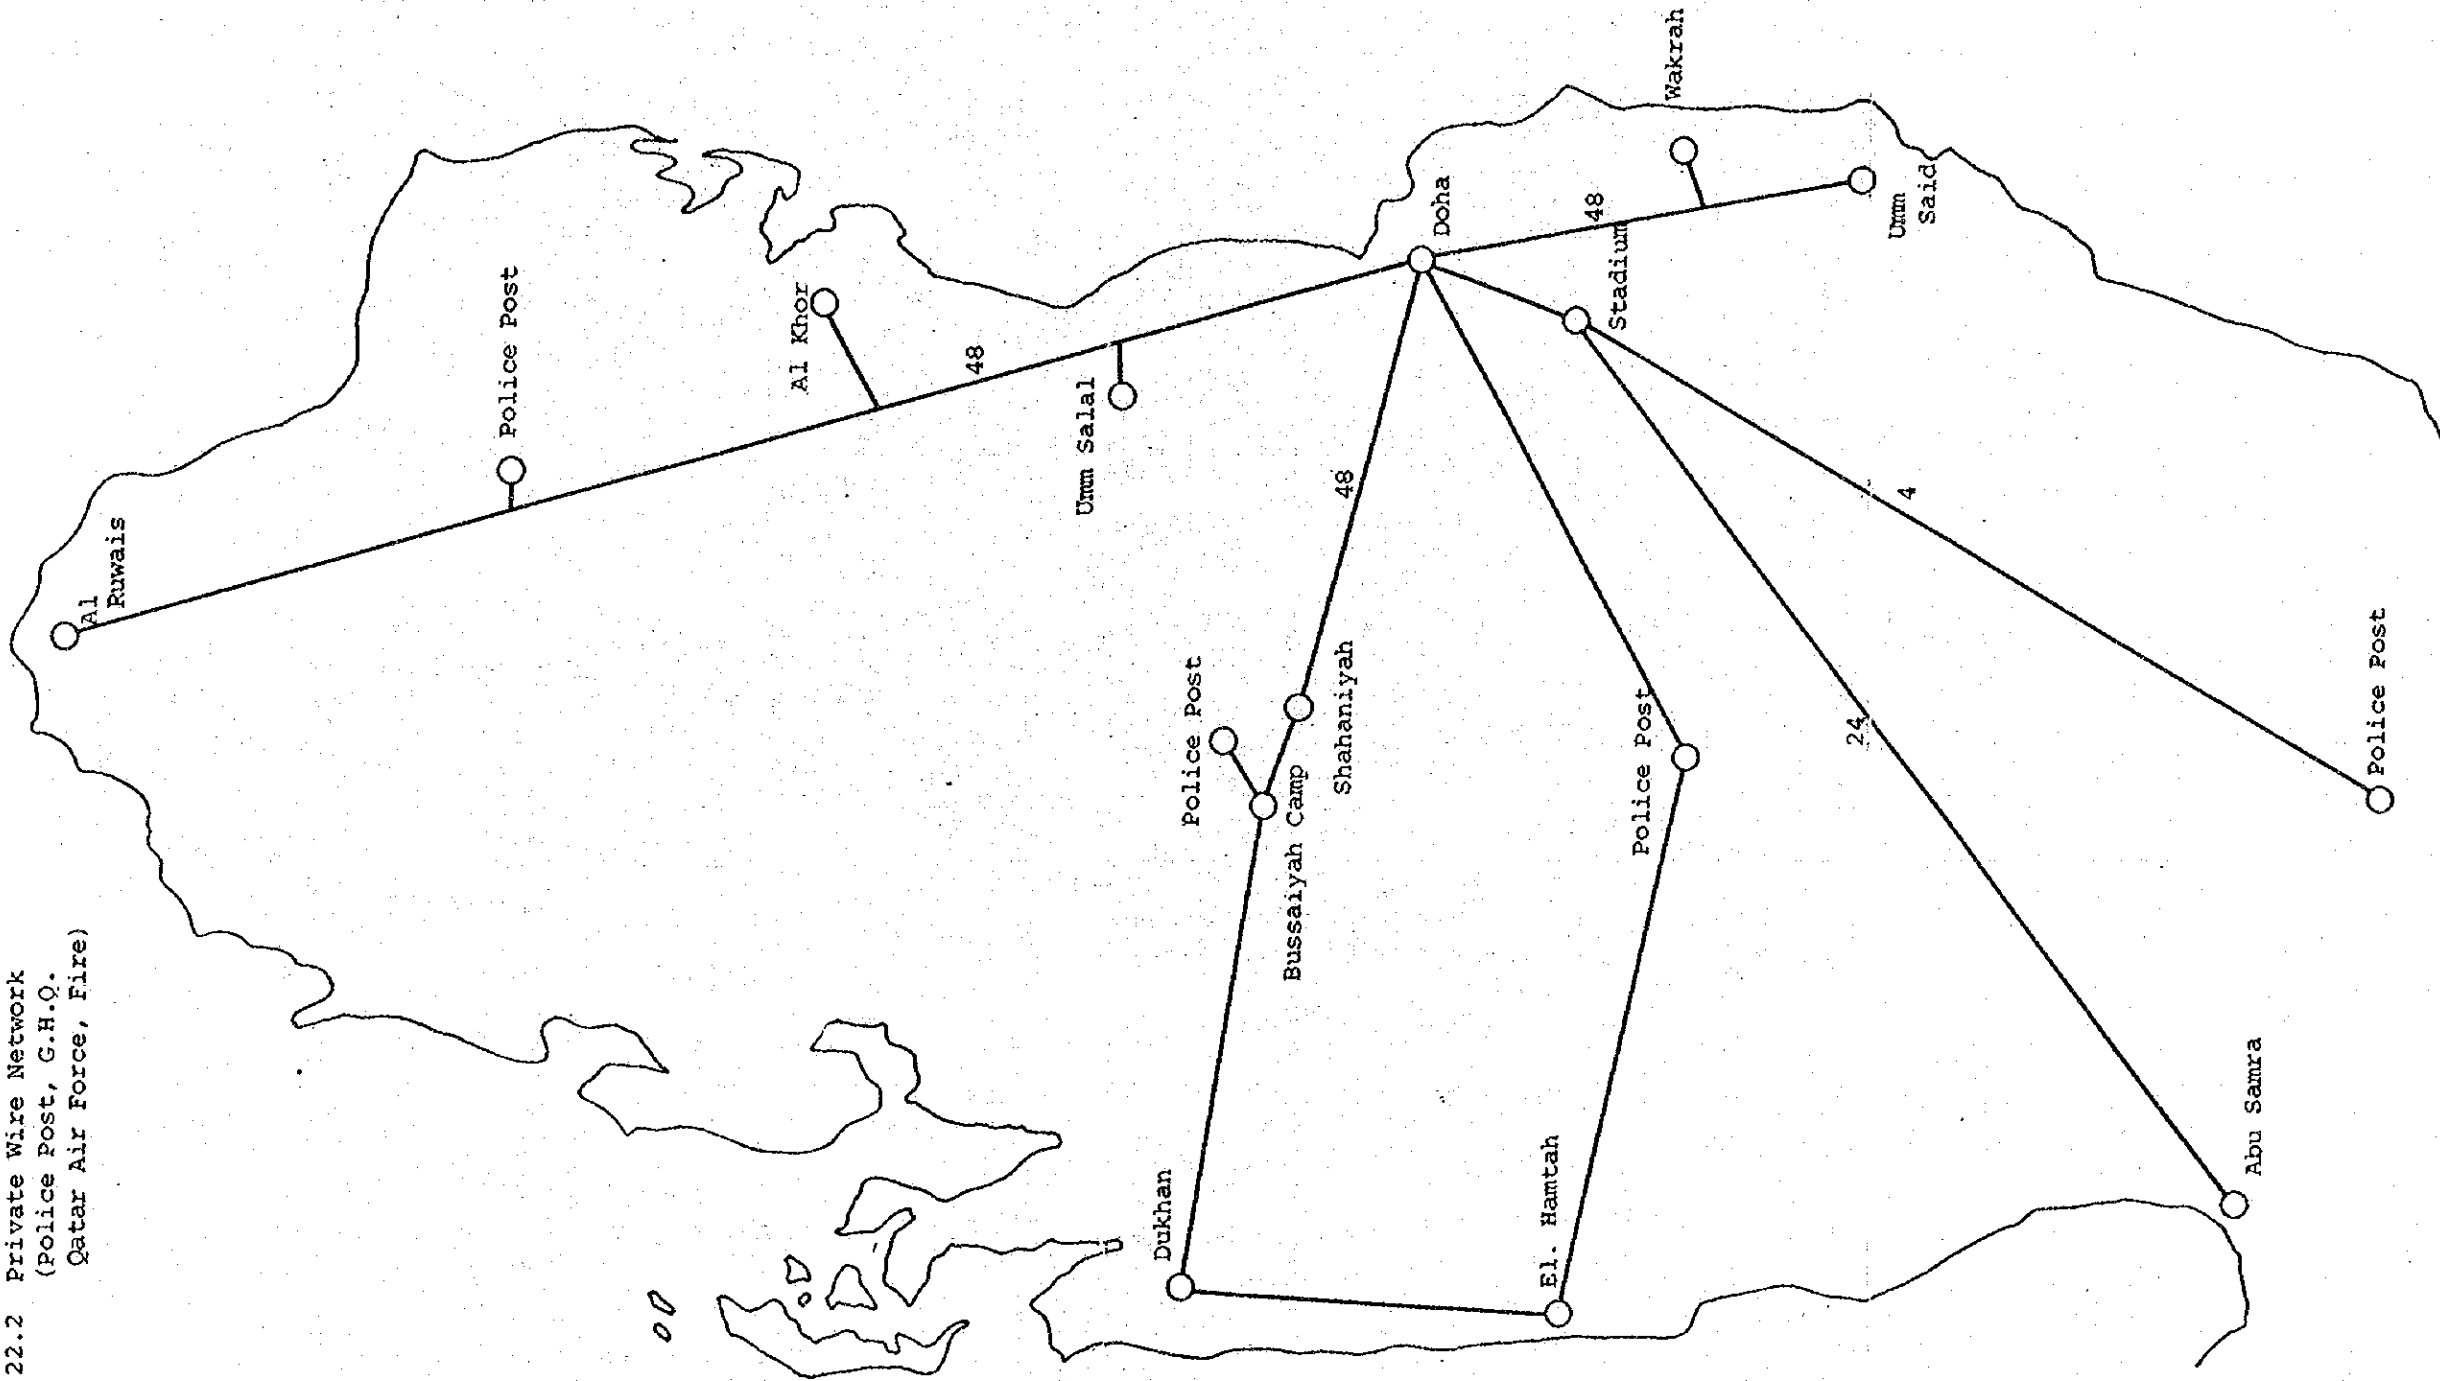 22.2 Private Wire Network
(Police Post, G.H.Q.
Qatar Air Force, Fire)
Al
Ruwais
Police Post
Al Khor
48
Umm Salal
Doha
48
Wakrah
Stadium
Umm
Said
48
Police Post
Shahaniyah
Bussaiyah Camp
Dukhan
Police Post
El. Hamtah
4
24
Police Post
Abu Samra